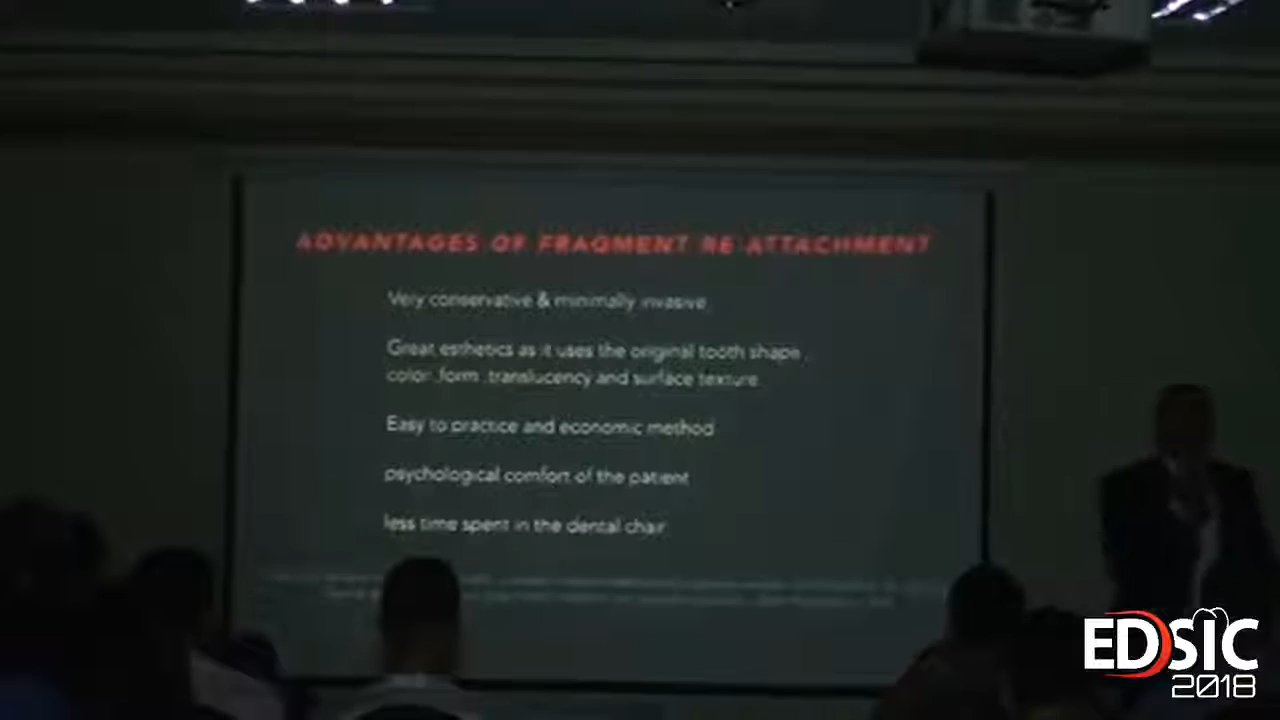 ADVANTAGES OF FRAGMENT RE ATTACHMENT
Very conservative & minimally invasive
Great esthetics as it uses the original tooth shape ,
color ,form ,translucency and surface texture
Easy to practice and economic method
psychological comfort of the patient
less time spent in the dental chair
EDSIC
2018